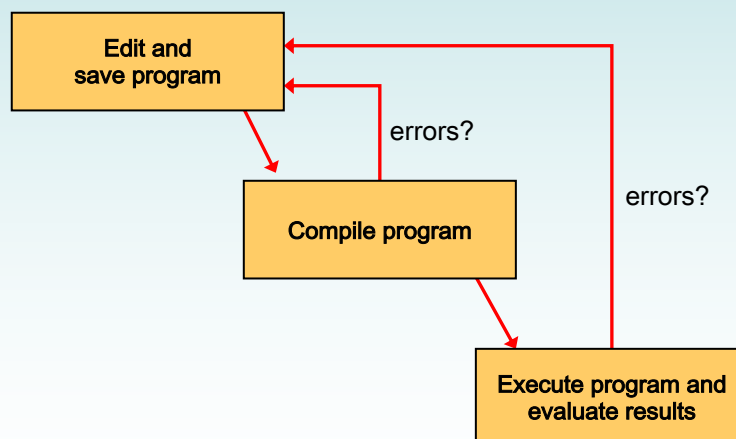 Edit and
save program
errors?
Compile program
errors?
Execute program and
evaluate results